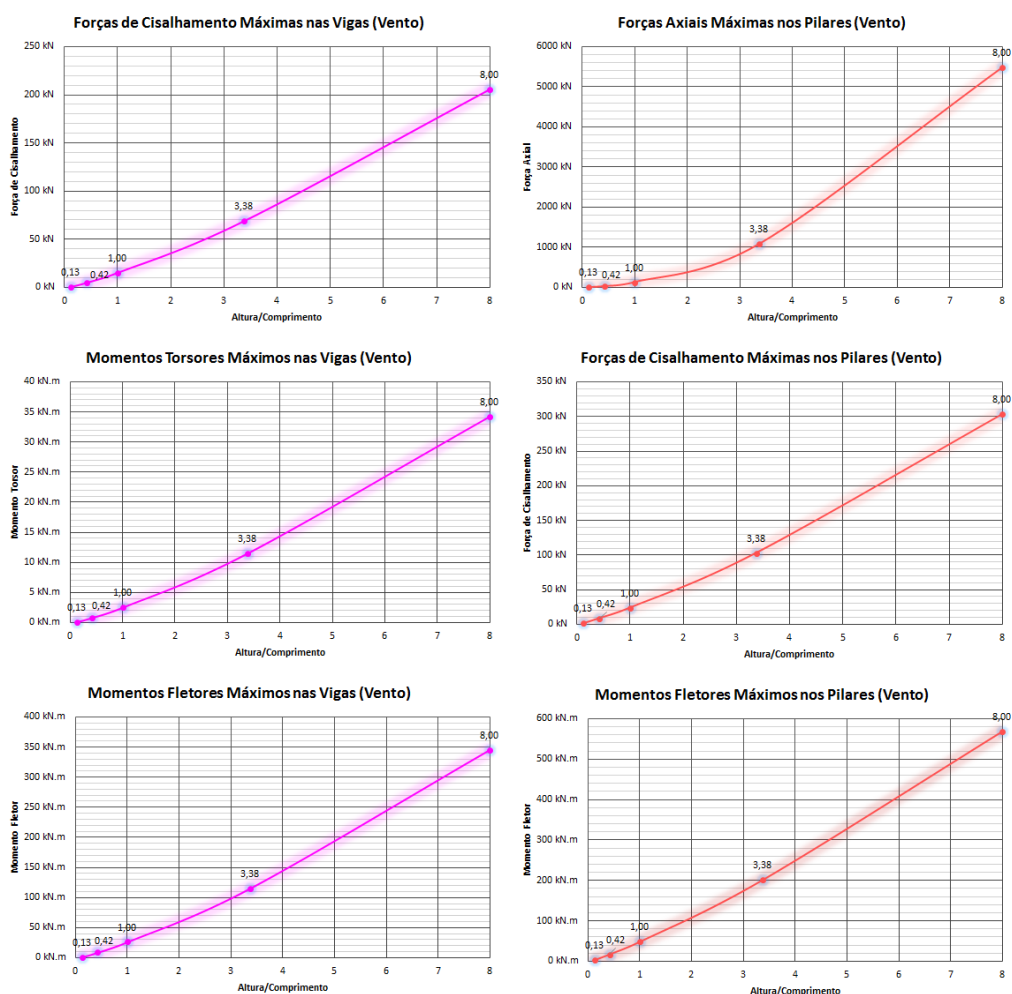 Forças de Cisalhamento Máximas nas Vigas (Vento)
250 kN
200 kN
150 kN
100 kN
50 kN
0 kN
Força de Cisalhamento
0,13
0,42
1,00
3,38
8,00
0 1 2 3 4 5 6 7 8
Altura/Comprimento
Forças Axiais Máximas nos Pilares (Vento)
6000 kN
5000 kN
4000 kN
3000 kN
2000 kN
1000 kN
0 kN
Força Axial
0,13
0,42
1,00
3,38
8,00
0 1 2 3 4 5 6 7 8
Altura/Comprimento
Momentos Torsores Máximos nas Vigas (Vento)
40 kN.m
35 kN.m
30 kN.m
25 kN.m
20 kN.m
15 kN.m
10 kN.m
5 kN.m
0 kN.m
Momento Torsor
0,13
0,42
1,00
3,38
8,00
0 1 2 3 4 5 6 7 8
Altura/Comprimento
Forças de Cisalhamento Máximas nos Pilares (Vento)
350 kN
300 kN
250 kN
200 kN
150 kN
100 kN
50 kN
0 kN
Força de Cisalhamento
0,13
0,42
1,00
3,38
8,00
0 1 2 3 4 5 6 7 8
Altura/Comprimento
Momentos Fletores Máximos nas Vigas (Vento)
400 kN.m
350 kN.m
300 kN.m
250 kN.m
200 kN.m
150 kN.m
100 kN.m
50 kN.m
0 kN.m
Momento Fletor
0,13
0,42
1,00
3,38
8,00
0 1 2 3 4 5 6 7 8
Altura/Comprimento
Momentos Fletores Máximos nos Pilares (Vento)
600 kN.m
500 kN.m
400 kN.m
300 kN.m
200 kN.m
100 kN.m
0 kN.m
Momento Fletor
0,13
0,42
1,00
3,38
8,00
0 1 2 3 4 5 6 7 8
Altura/Comprimento